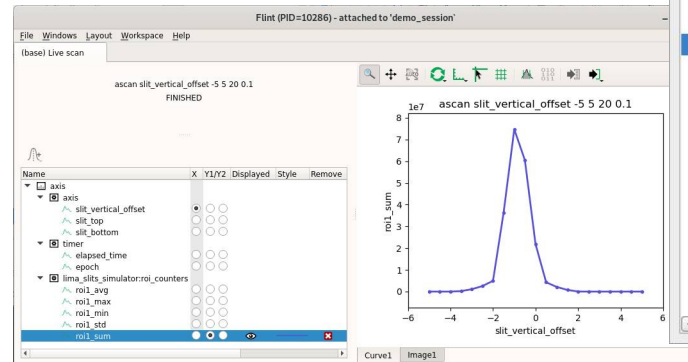 Flint (PID=10286) - attached to 'demo_session'
File Windows Layout Workspace Help
(base) Live scan
ascan slit_vertical_offset -5 5 20 0.1
FINISHED
Name X Y1/Y2 Displayed Style Remove
axis
axis
slit_vertical_offset
slit_top
slit_bottom
timer
elapsed_time
epoch
lima_slits_simulator:roi_counters
roi1_avg
roi1_max
roi1_min
roi1_std
roi1_sum
1e7 ascan slit_vertical_offset -5 5 20 0.1
8
7
6
5
4
3
2
1
0
roi1_sum
−6 −4 −2 0 2 4 6
slit_vertical_offset
Curve1 Image1